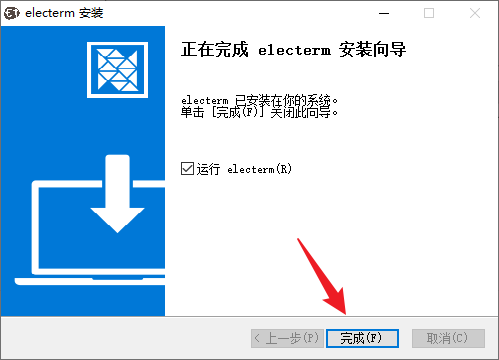 electerm 安装
正在完成 electerm 安装向导
electerm 已安装在你的系统。
单击 [完成(F)] 关闭此向导。
运行 electerm(R)
< 上一步(P)
完成(F)
取消(C)